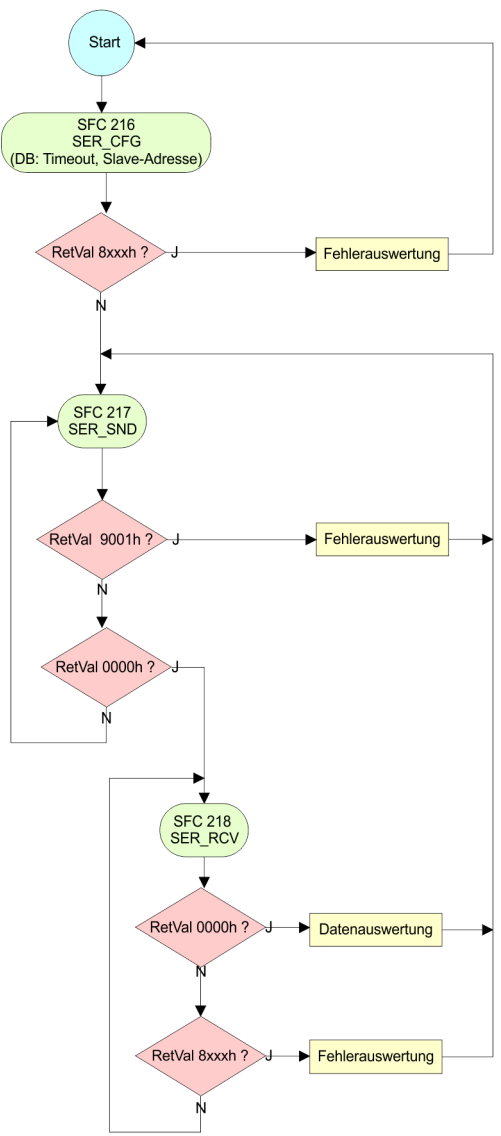 Start
SFC 216
SER_CFG
(DB: Timeout, Slave-Adresse)
RetVal 8xxxh ?
J
Fehlerauswertung
N
SFC 217
SER_SND
RetVal  9001h ?
J
Fehlerauswertung
N
RetVal 0000h ?
J
N
SFC 218
SER_RCV
RetVal 0000h ?
J
Datenauswertung
N
RetVal 8xxxh ?
J
Fehlerauswertung
N